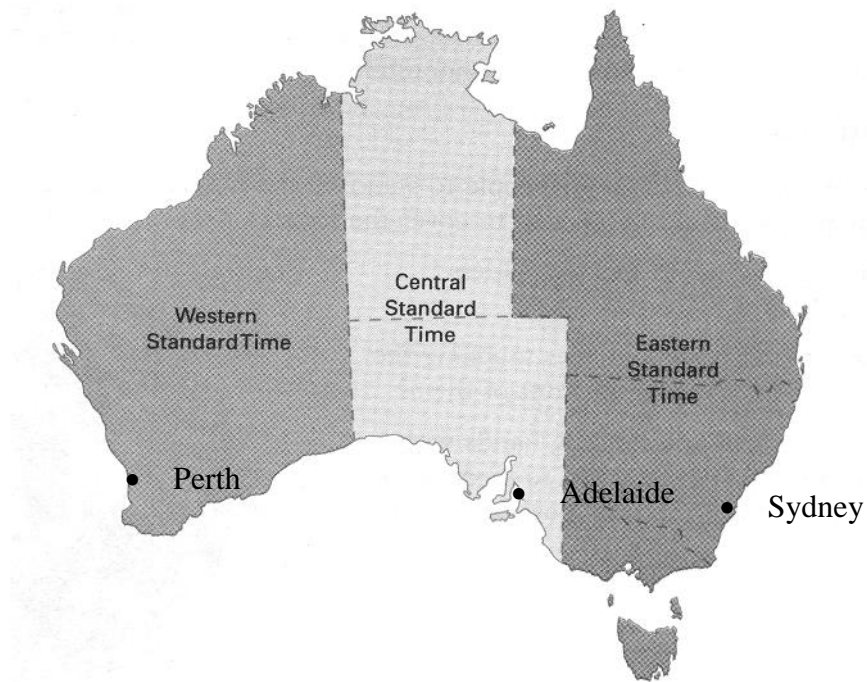 Western
Standard Time
Central
Standard
Time
Eastern
Standard
Time
Perth
Adelaide
Sydney